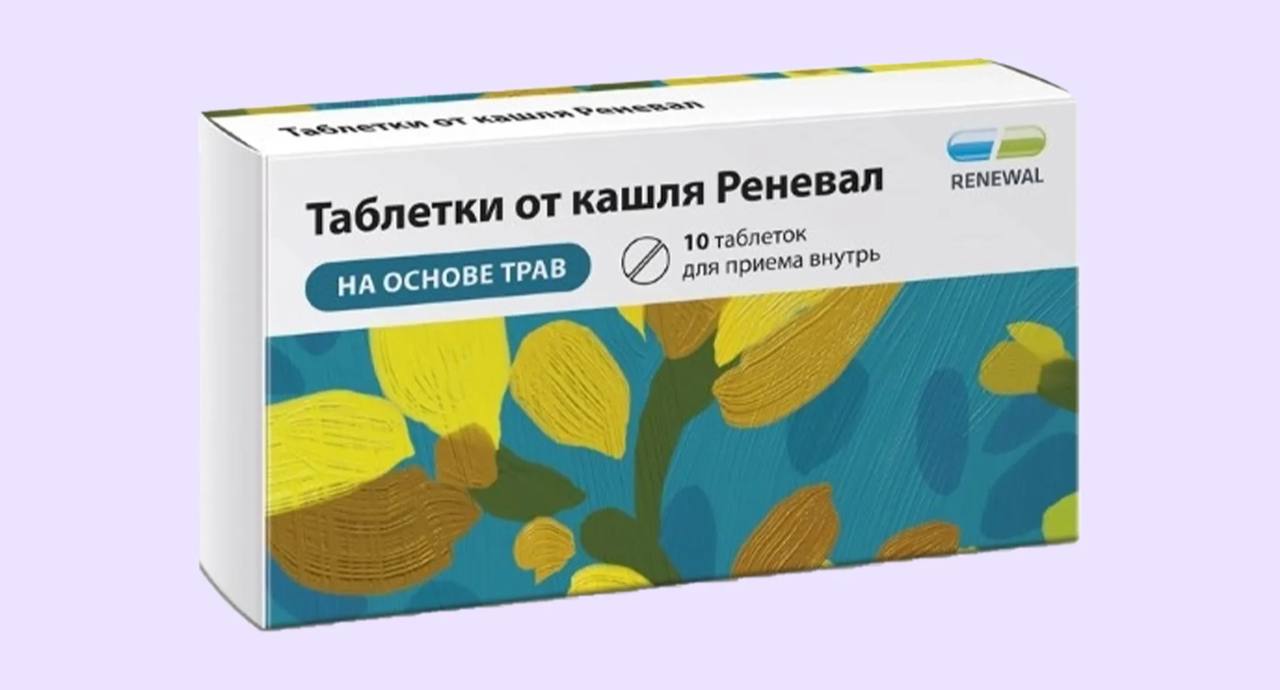 Таблетки от кашля Реневал
Таблетки от кашля Реневал
RENEWAL
НА ОСНОВЕ ТРАВ
10 таблеток
для приема внутрь